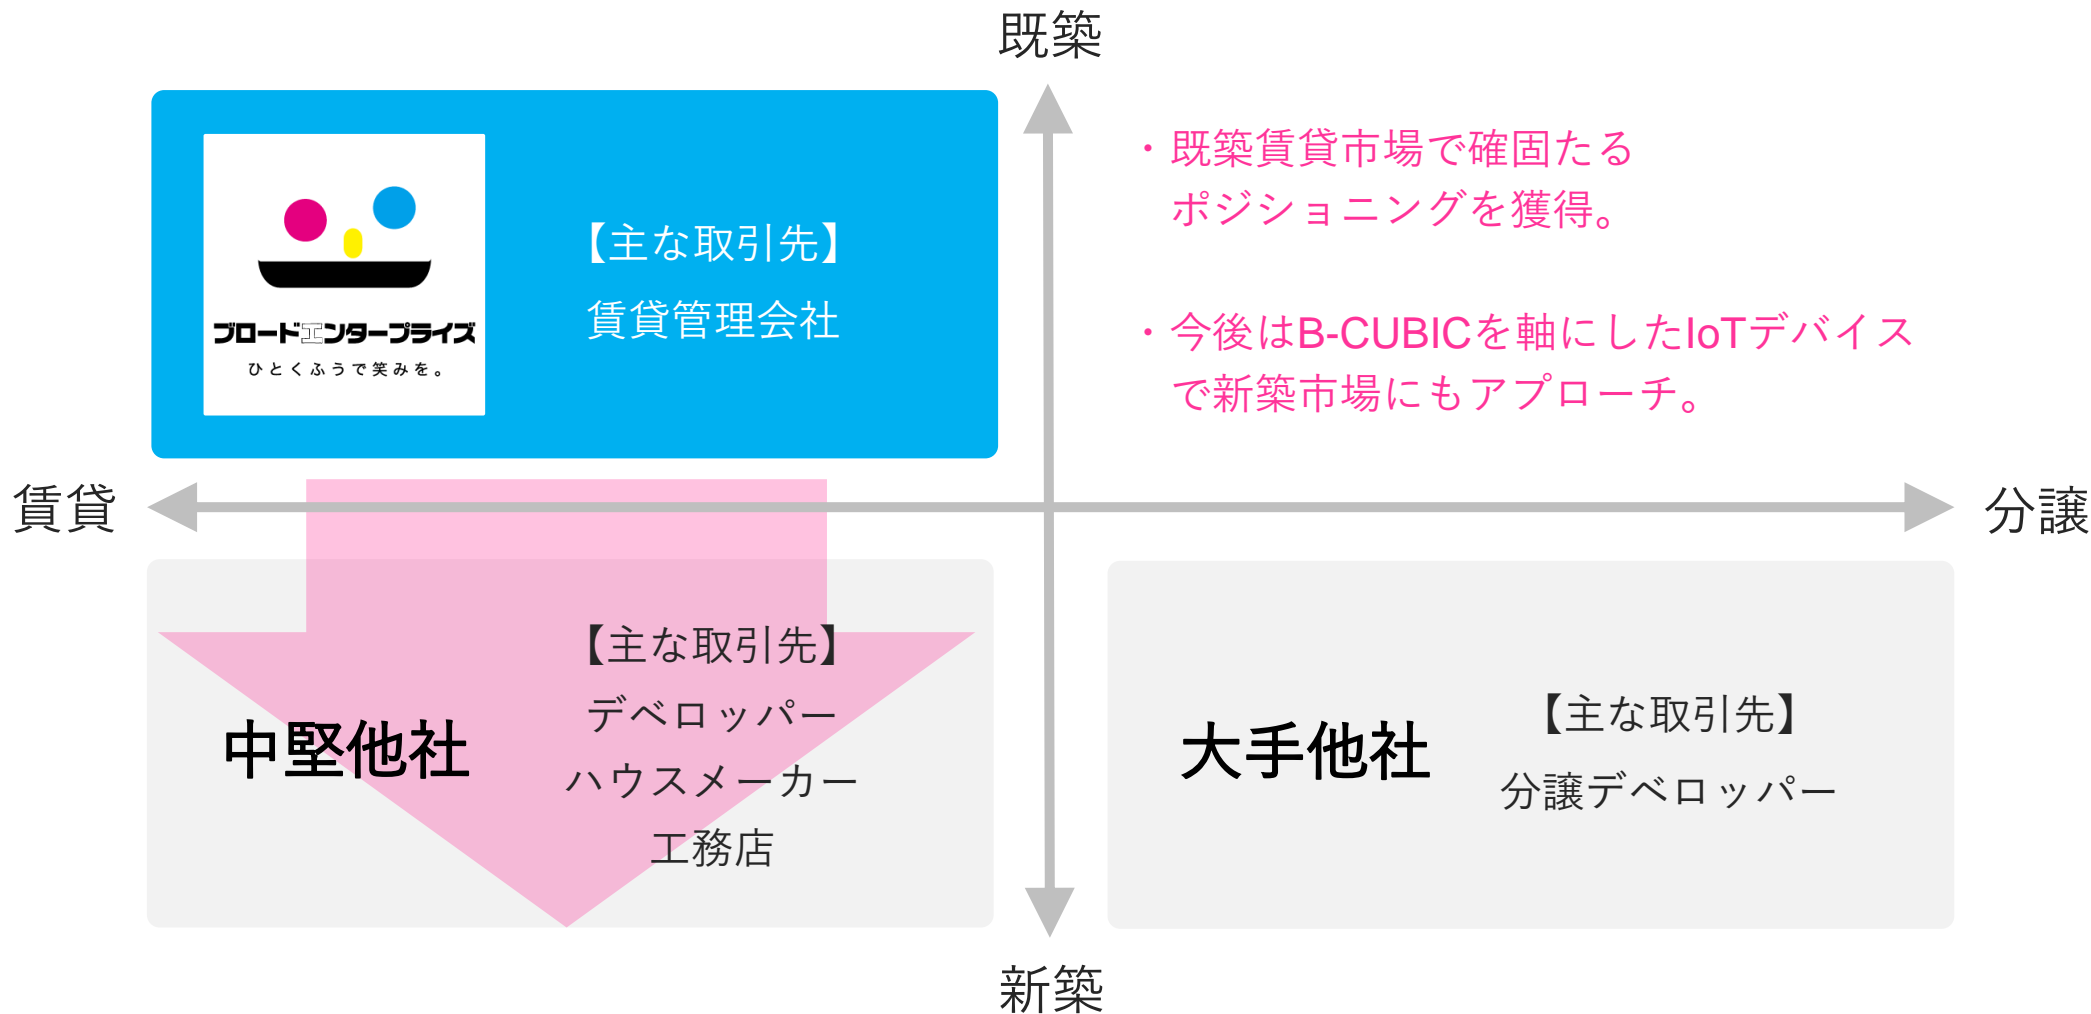 既築
ブロードエンタープライズ
ひとくふうで笑みを。
【主な取引先】
賃貸管理会社
・既築賃貸市場で確固たる
ポジショニングを獲得。
・今後はB-CUBICを軸にしたIoTデバイス
で新築市場にもアプローチ。
賃貸
分譲
中堅他社
【主な取引先】
デベロッパー
ハウスメーカー
工務店
大手他社
【主な取引先】
分譲デベロッパー
新築